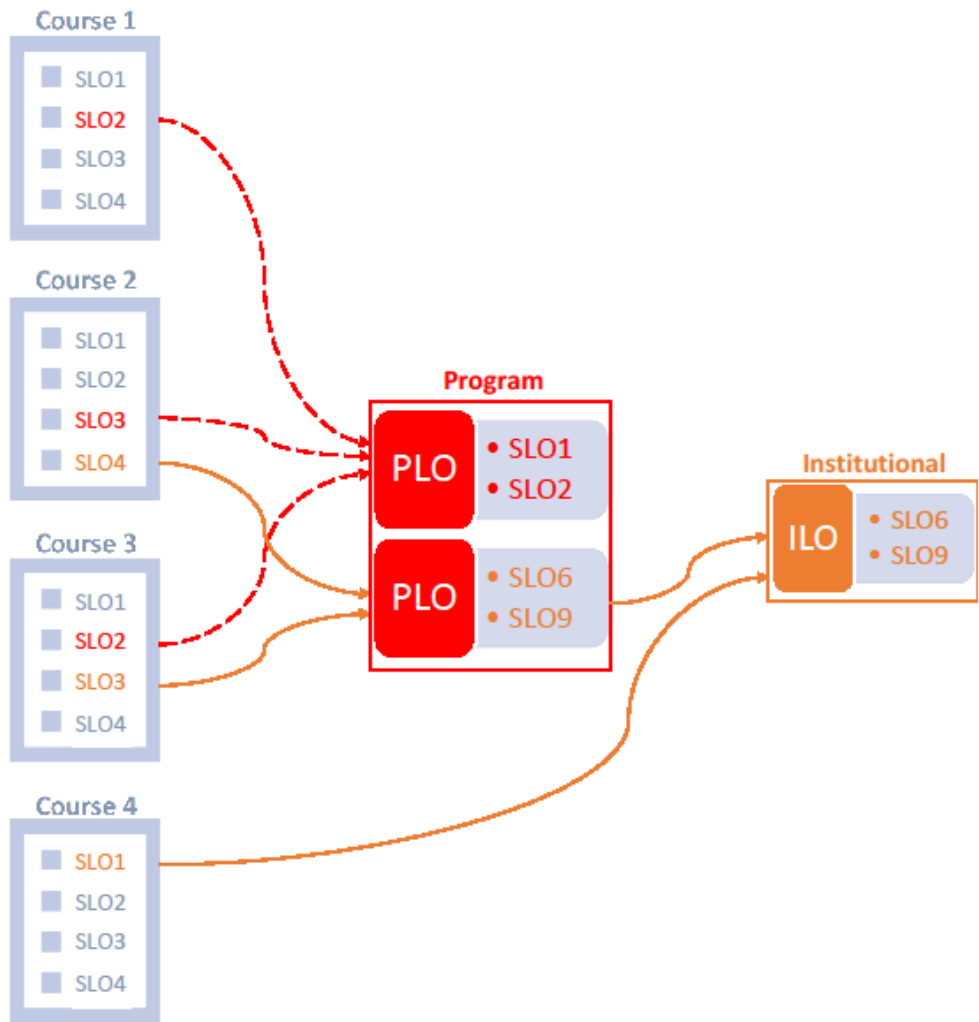 Course 1
SLO1
SLO2
SLO3
SLO4
Course 2
SLO1
SLO2
SLO3
SLO4
Course 3
SLO1
SLO2
SLO3
SLO4
Course 4
SLO1
SLO2
SLO3
SLO4
Program
PLO
• SLO1
• SLO2
PLO
• SLO6
• SLO9
Institutional
ILO
• SLO6
• SLO9